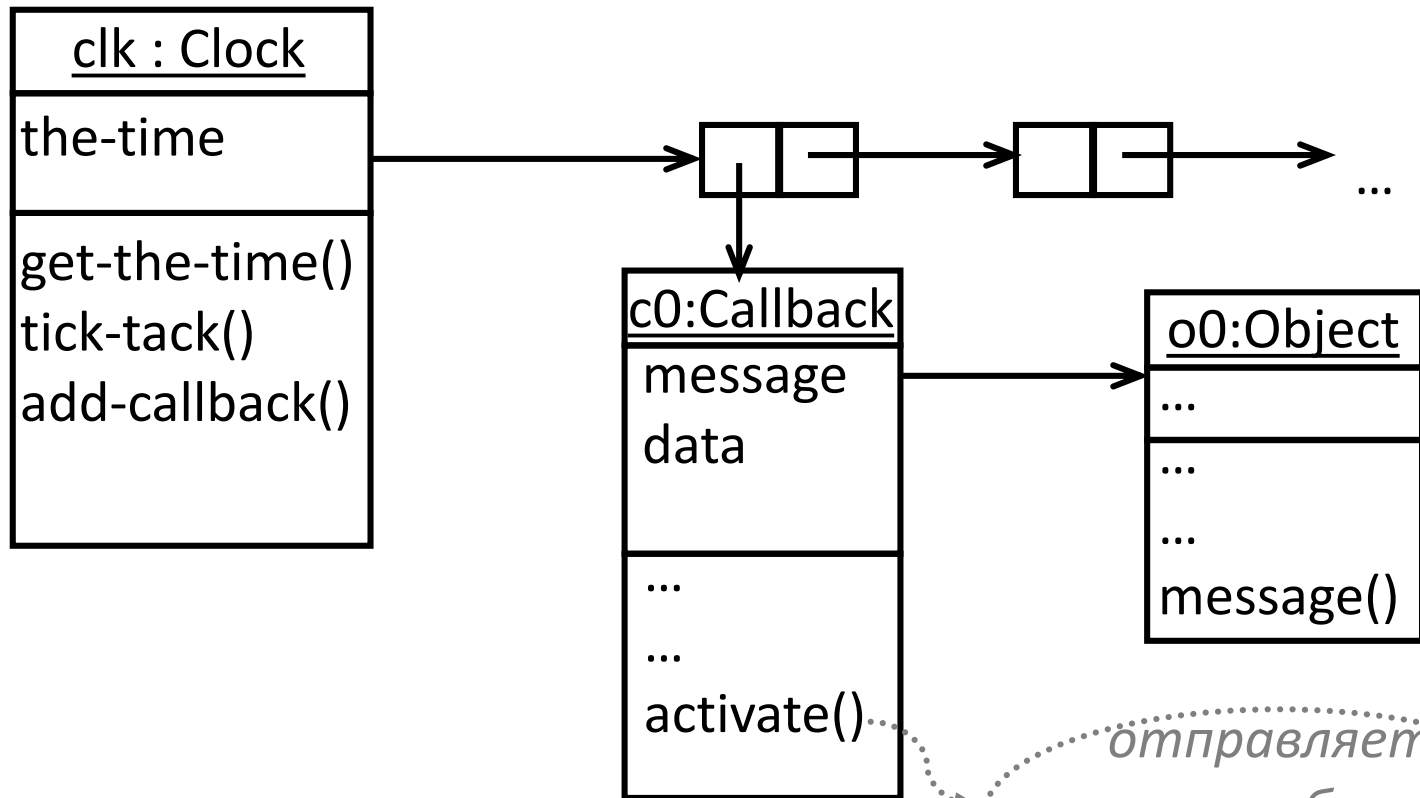 clk : Clock
the-time
get-the-time()
tick-tack()
add-callback()
...
c0:Callback
message
data
...
...
activate()
o0:Object
...
...
...
message()
отправляет